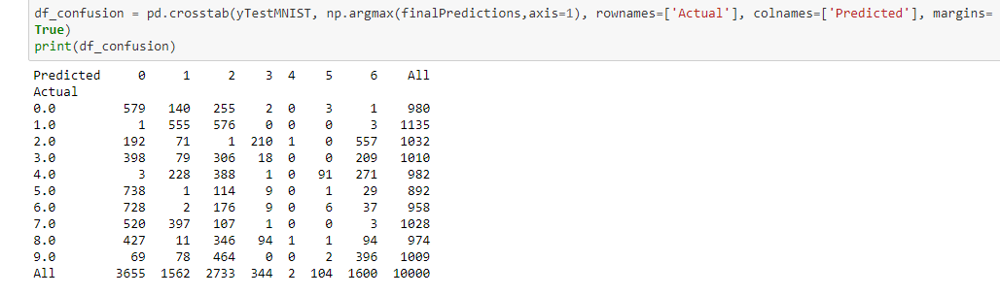 df_confusion = pd.crosstab(yTestMNIST, np.argmax(finalPredictions,axis=1), rownames=['Actual'], colnames=['Predicted'], margins=
True)
print(df_confusion)
Predicted 0 1 2 3 4 5 6 All
Actual
0.0 579 140 255 2 0 3 1 980
1.0 1 555 576 0 0 0 3 1135
2.0 192 71 1 210 1 0 557 1032
3.0 398 79 306 18 0 0 209 1010
4.0 3 228 388 1 0 91 271 982
5.0 738 1 114 9 0 1 29 892
6.0 728 2 176 9 0 6 37 958
7.0 520 397 107 1 0 0 3 1028
8.0 427 11 346 94 1 1 94 974
9.0 69 78 464 0 0 2 396 1009
All 3655 1562 2733 344 2 104 1600 10000